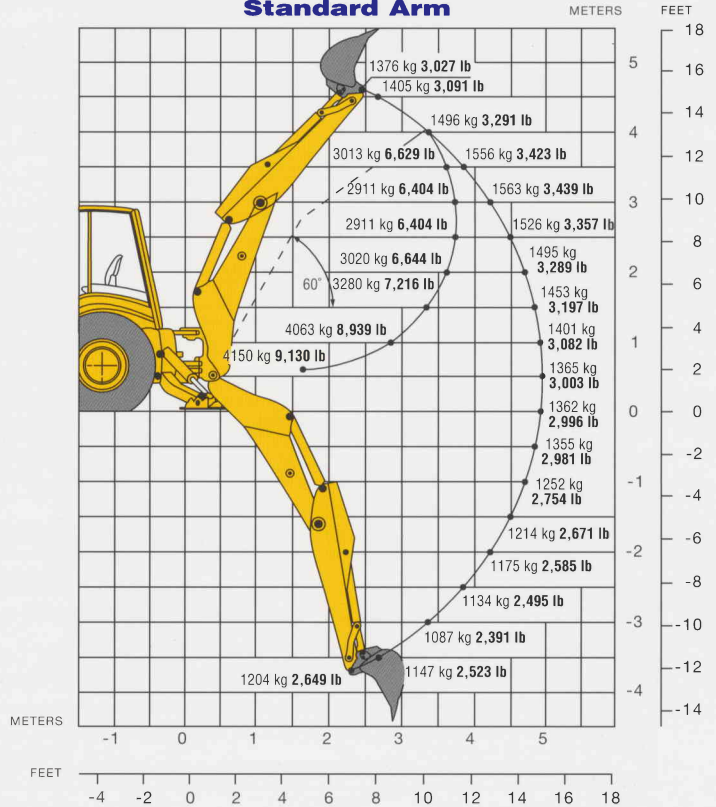 Standard Arm
METERS FEET
18
5
1376 kg 3,027 lb
16
1405 kg 3,091 lb
14
1496 kg 3,291 lb
4
3013 kg 6,629 lb
1556 kg 3,423 lb
12
2911 kg 6,404 lb
1563 kg 3,439 lb
10
3
2911 kg 6,404 lb
1526 kg 3,357 lb
8
3020 kg 6,644 lb
1495 kg
3,289 lb
2
60°
3280 kg 7,216 lb
6
1453 kg
3,197 lb
4063 kg 8,939 lb
1401 kg
3,082 lb
4
1
4150 kg 9,130 lb
1365 kg
3,003 lb
2
1362 kg
2,996 lb
0
0
1355 kg
2,981 lb
-2
1252 kg
2,754 lb
-1
-4
1214 kg 2,671 lb
-6
1175 kg 2,585 lb
-2
-8
1134 kg 2,495 lb
-3
-10
1087 kg 2,391 lb
1147 kg 2,523 lb
-12
1204 kg 2,649 lb
-4
-14
METERS
-1 0 1 2 3 4 5
FEET
-4 -2 0 2 4 6 8 10 12 14 16 18